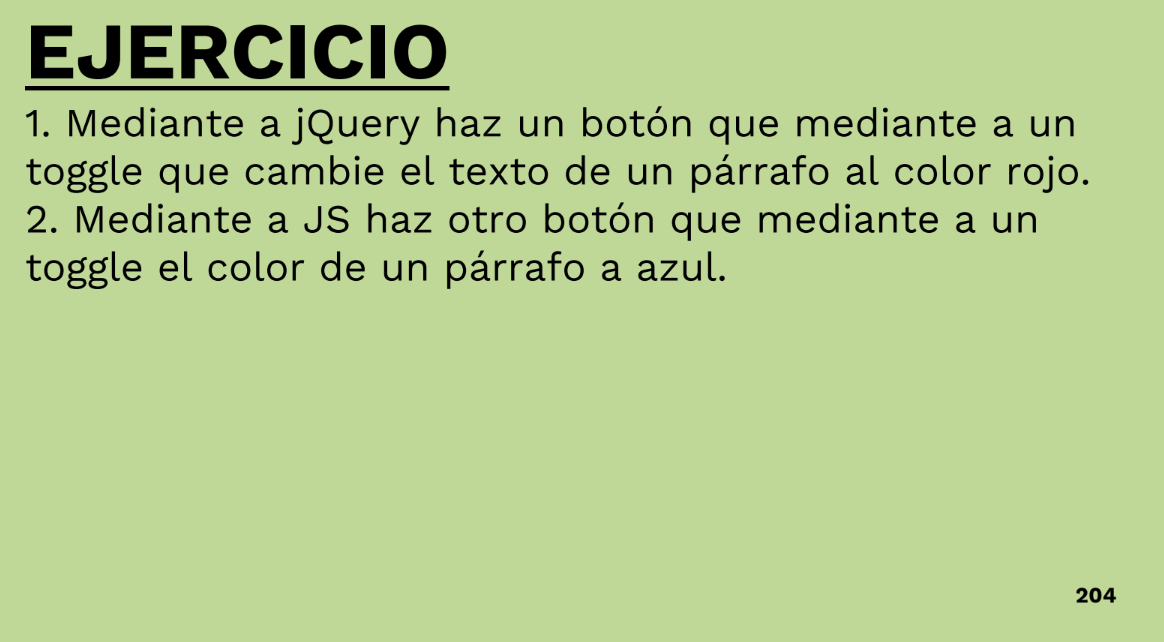 EJERCICIO
1. Mediante a jQuery haz un botón que mediante a un
toggle que cambie el texto de un párrafo al color rojo.
2. Mediante a JS haz otro botón que mediante a un
toggle el color de un párrafo a azul.
204